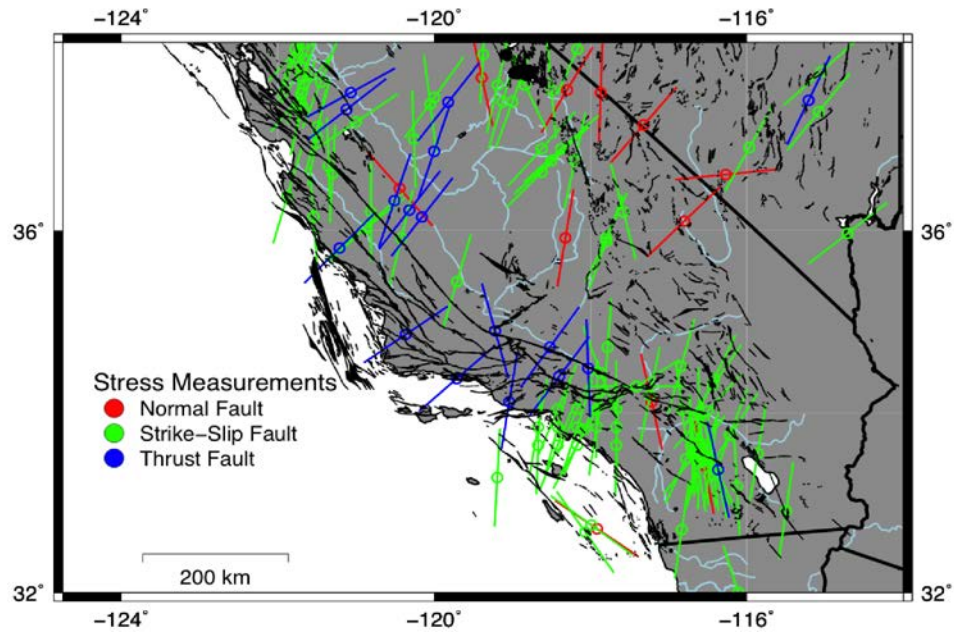 −124˚ −120˚ −116˚
36˚ 36˚
Stress Measurements
Normal Fault
Strike−Slip Fault
Thrust Fault
200 km
32˚ 32˚
−124˚ −120˚ −116˚